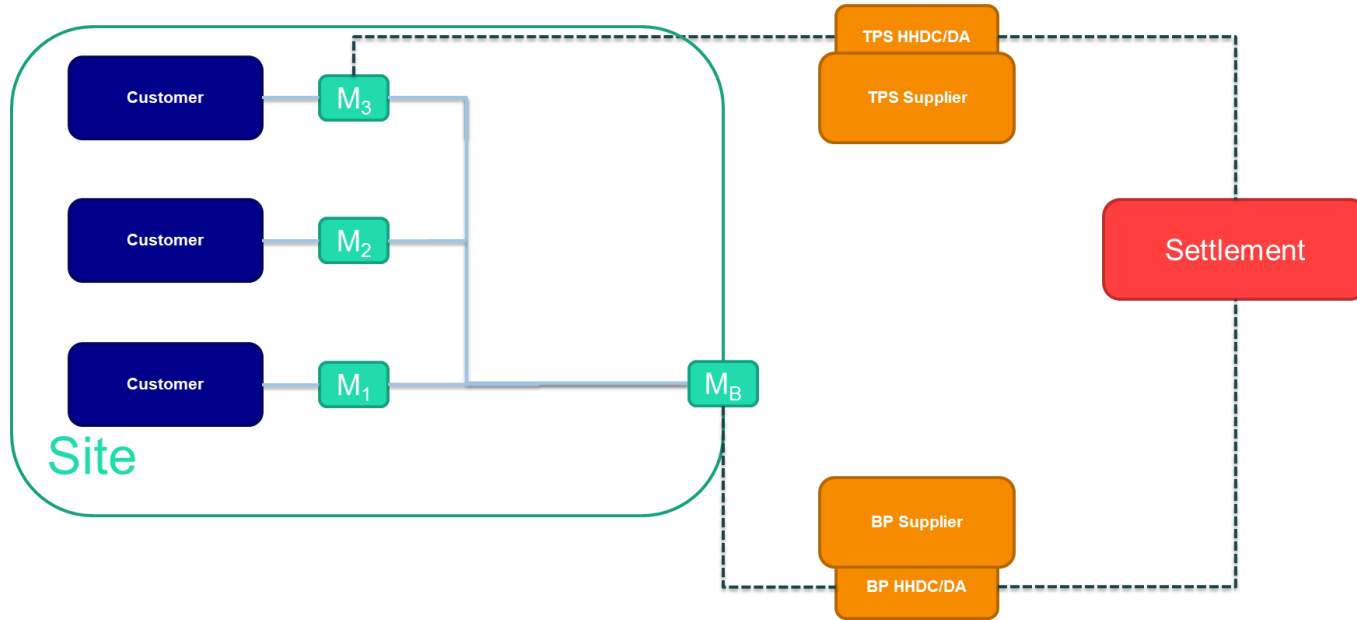 TPS HHDC/DA
Customer
M3
TPS Supplier
Customer
M2
Settlement
Customer
M1
MB
Site
BP Supplier
BP HHDC/DA